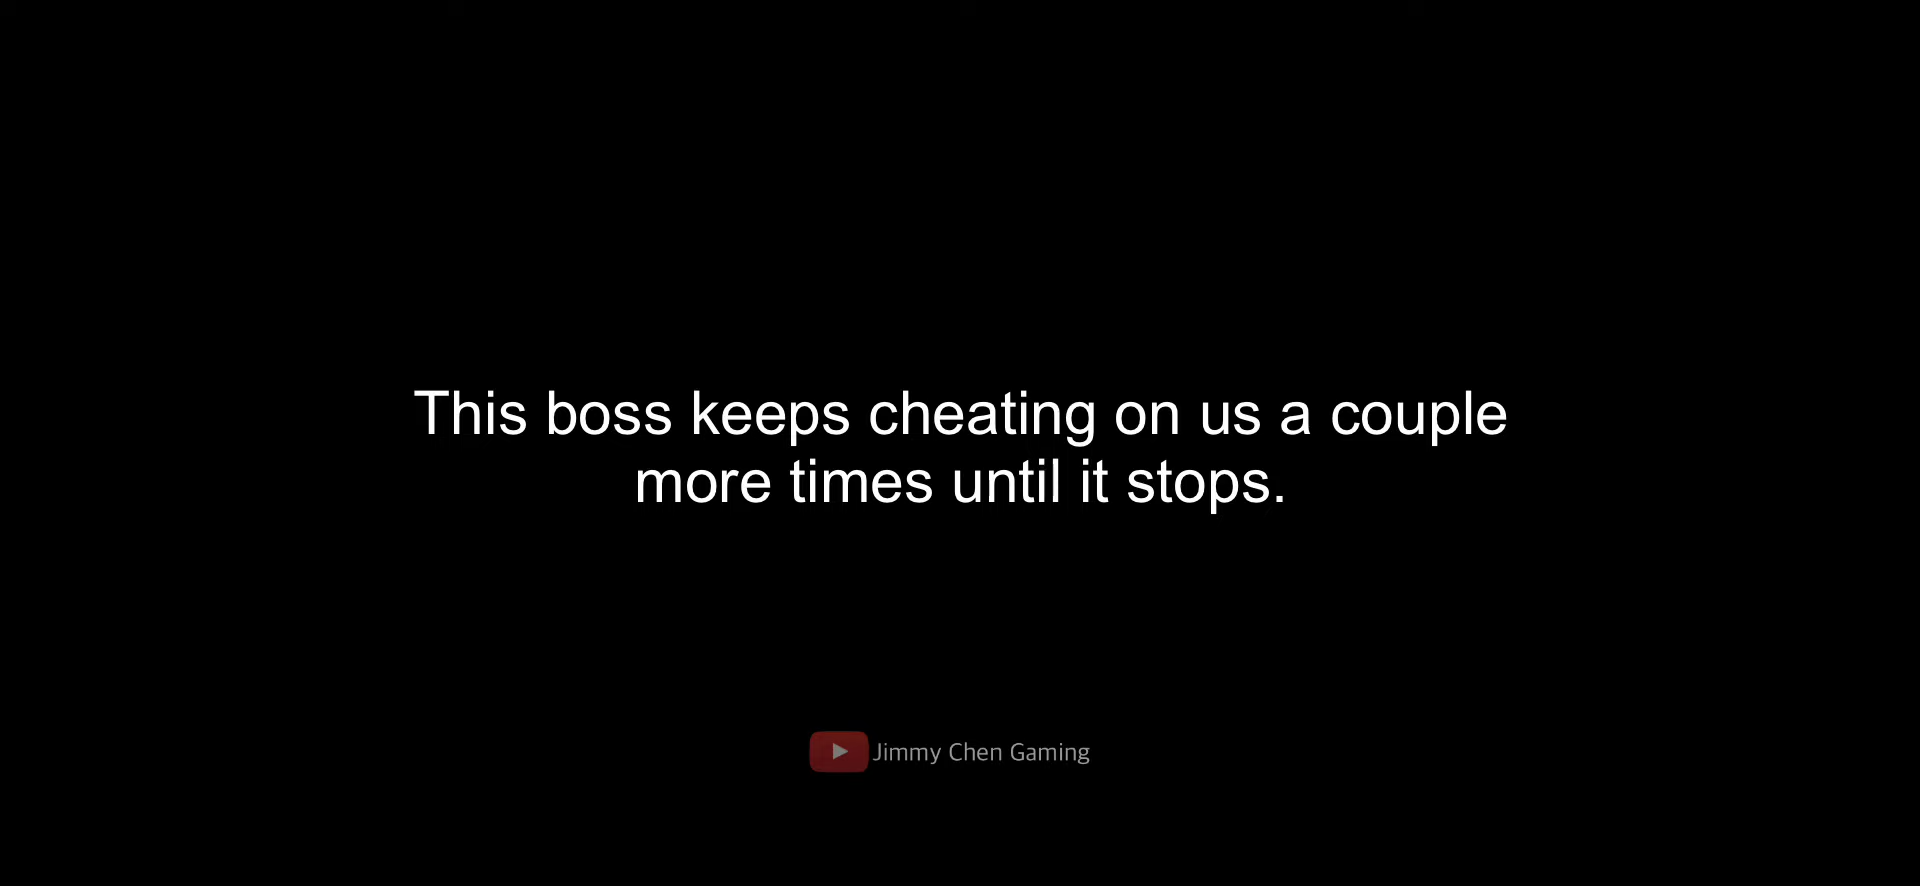 This boss keeps cheating on us a couple
more times until it stops.
Jimmy Chen Gaming